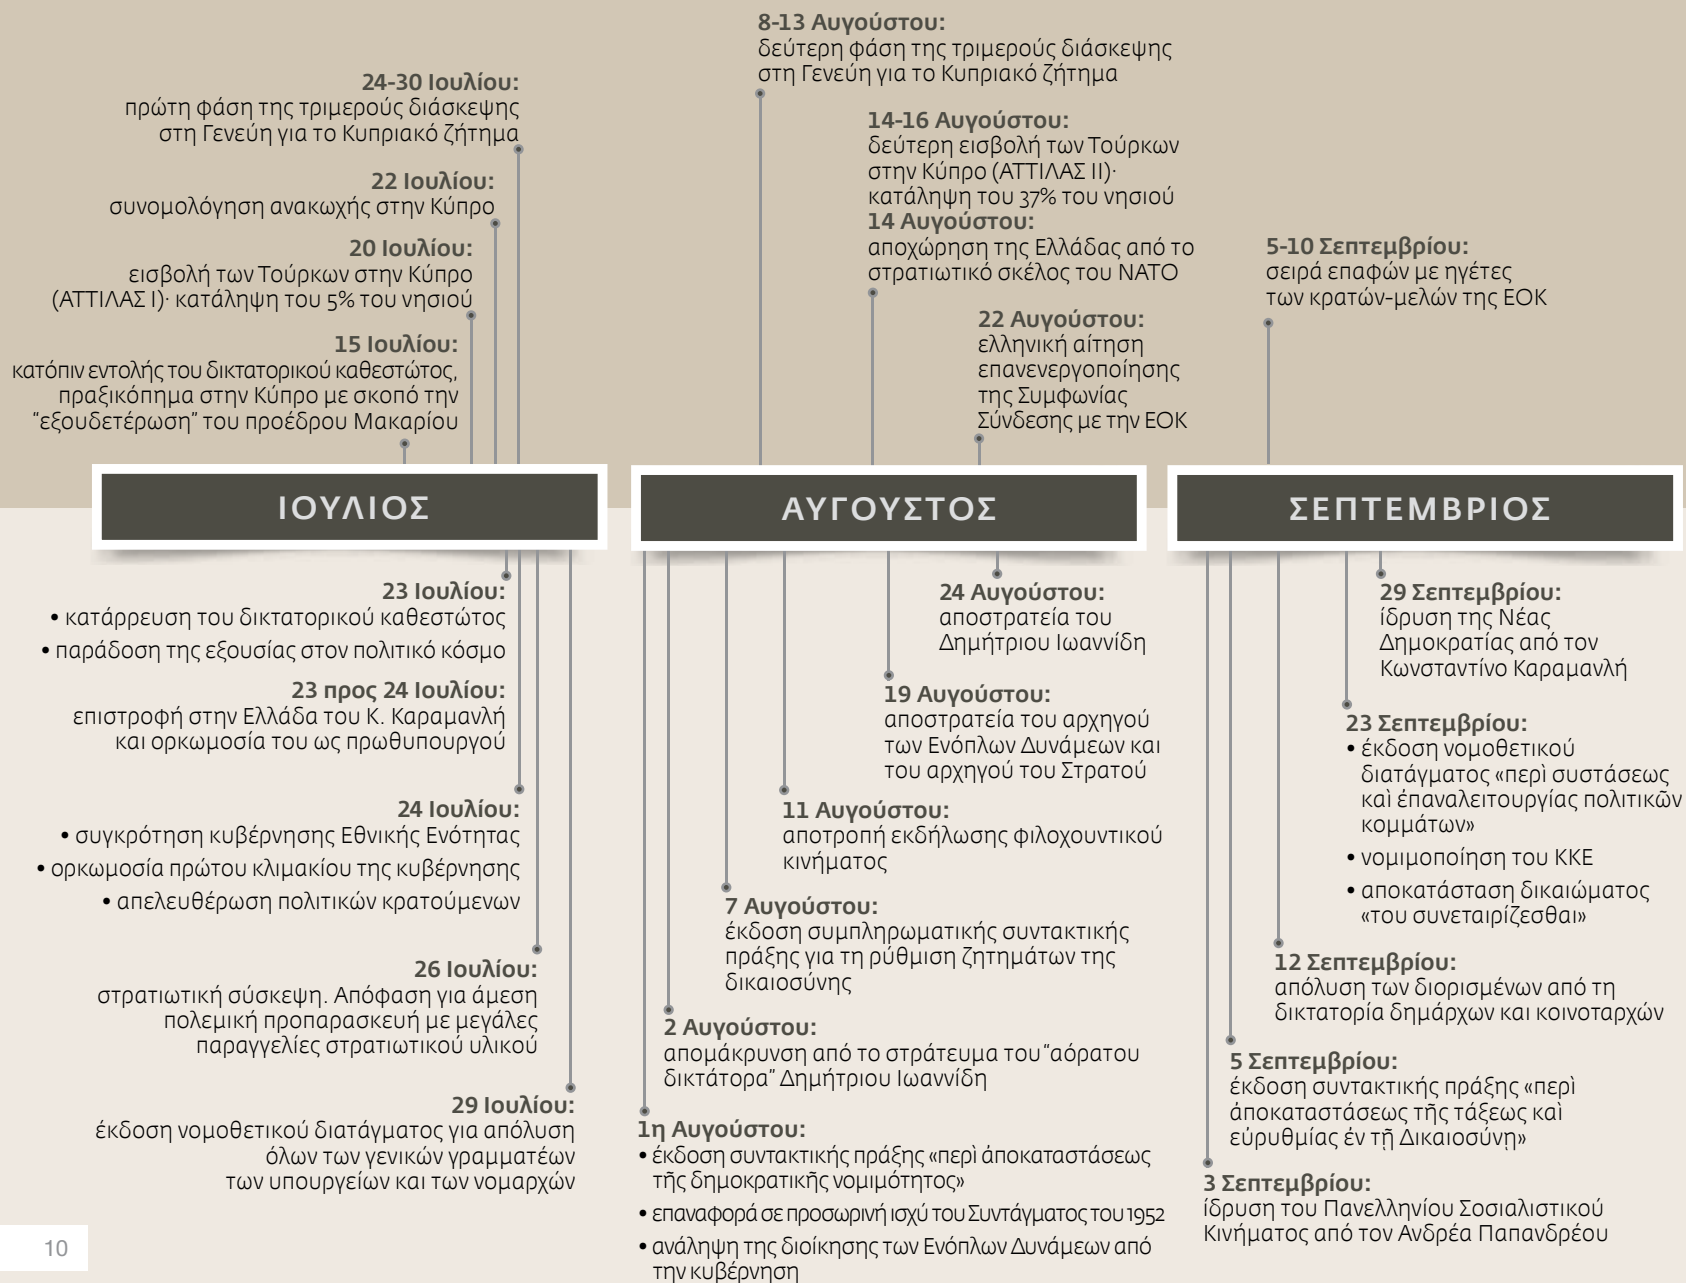 8-13 Αυγούστου:
δεύτερη φάση της τριμερούς διάσκεψης
στη Γενεύη για το Κυπριακό ζήτημα
24-30 Ιουλίου:
πρώτη φάση της τριμερούς διάσκεψης
στη Γενεύη για το Κυπριακό ζήτημα
22 Ιουλίου:
συνομολόγηση ανακωχής στην Κύπρο
20 Ιουλίου:
εισβολή των Τούρκων στην Κύπρο
(ΑΤΤΙΛΑΣ Ι)· κατάληψη του 5% του νησιού
15 Ιουλίου:
κατόπιν εντολής του δικτατορικού καθεστώτος,
πραξικόπημα στην Κύπρο με σκοπό την
“εξουδετέρωση” του προέδρου Μακαρίου
14-16 Αυγούστου:
δεύτερη εισβολή των Τούρκων
στην Κύπρο (ΑΤΤΙΛΑΣ ΙΙ)·
κατάληψη του 37% του νησιού
14 Αυγούστου:
αποχώρηση της Ελλάδας από το
στρατιωτικό σκέλος του ΝΑΤΟ
22 Αυγούστου:
ελληνική αίτηση
επανενεργοποίησης
της Συμφωνίας
Σύνδεσης με την ΕΟΚ
5-10 Σεπτεμβρίου:
σειρά επαφών με ηγέτες
των κρατών-μελών της ΕΟΚ
ΙΟΥΛΙΟΣ
ΑΥΓΟΥΣΤΟΣ
ΣΕΠΤΕΜΒΡΙΟΣ
23 Ιουλίου:
• κατάρρευση του δικτατορικού καθεστώτος
• παράδοση της εξουσίας στον πολιτικό κόσμο
23 προς 24 Ιουλίου:
επιστροφή στην Ελλάδα του Κ. Καραμανλή
και ορκωμοσία του ως πρωθυπουργού
24 Ιουλίου:
• συγκρότηση κυβέρνησης Εθνικής Ενότητας
• ορκωμοσία πρώτου κλιμακίου της κυβέρνησης
• απελευθέρωση πολιτικών κρατούμενων
26 Ιουλίου:
στρατιωτική σύσκεψη. Απόφαση για άμεση
πολεμική προπαρασκευή με μεγάλες
παραγγελίες στρατιωτικού υλικού
29 Ιουλίου:
έκδοση νομοθετικού διατάγματος για απόλυση
όλων των γενικών γραμματέων
των υπουργείων και των νομαρχών
24 Αυγούστου:
αποστρατεία του
Δημήτριου Ιωαννίδη
19 Αυγούστου:
αποστρατεία του αρχηγού
των Ενόπλων Δυνάμεων και
του αρχηγού του Στρατού
11 Αυγούστου:
αποτροπή εκδήλωσης φιλοχουντικού
κινήματος
7 Αυγούστου:
έκδοση συμπληρωματικής συντακτικής
πράξης για τη ρύθμιση ζητημάτων της
δικαιοσύνης
2 Αυγούστου:
απομάκρυνση από το στράτευμα του “αόρατου
δικτάτορα” Δημήτριου Ιωαννίδη
1η Αυγούστου:
• έκδοση συντακτικής πράξης «περὶ ἀποκαταστάσεως
τῆς δημοκρατικῆς νομιμότητος»
• επαναφορά σε προσωρινή ισχύ του Συντάγματος του 1952
• ανάληψη της διοίκησης των Ενόπλων Δυνάμεων από
την κυβέρνηση
29 Σεπτεμβρίου:
ίδρυση της Νέας
Δημοκρατίας από τον
Κωνσταντίνο Καραμανλή
23 Σεπτεμβρίου:
• έκδοση νομοθετικού
διατάγματος «περὶ συστάσεως
καὶ ἐπαναλειτουργίας πολιτικῶν
κομμάτων»
• νομιμοποίηση του ΚΚΕ
• αποκατάσταση δικαιώματος
«του συνεταιρίζεσθαι»
12 Σεπτεμβρίου:
απόλυση των διορισμένων από τη
δικτατορία δημάρχων και κοινοταρχών
5 Σεπτεμβρίου:
έκδοση συντακτικής πράξης «περὶ
ἀποκαταστάσεως τῆς τάξεως καὶ
εὐρυθμίας ἐν τῇ Δικαιοσύνῃ»
3 Σεπτεμβρίου:
ίδρυση του Πανελληνίου Σοσιαλιστικού
Κινήματος από τον Ανδρέα Παπανδρέου
10